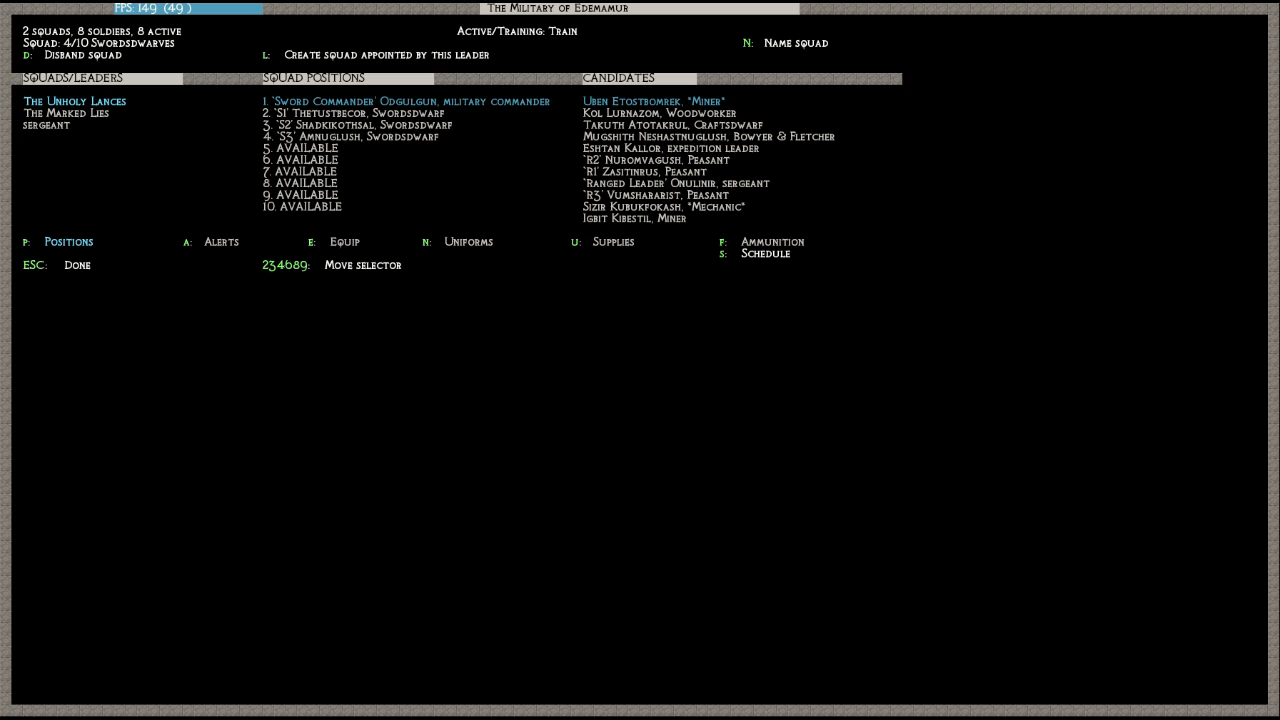 FPS: 149 (49)
The Military of Edemamur
2 squads, 8 soldiers, 8 active
Active/Training: Train
Squad: 4/10 Swordsdwarves
N: Name squad
D: Disband squad
L: Create squad appointed by this leader
SQUADS/LEADERS
SQUAD POSITIONS
CANDIDATES
The Unholy Lances
The Marked Lies
sergeant
1. `Sword Commander' Odgulgun, military commander
2. `S1' Thetustbecor, Swordsdwarf
3. `S2' Shadkikothsal, Swordsdwarf
4. `S3' Amnuglush, Swordsdwarf
5. AVAILABLE
6. AVAILABLE
7. AVAILABLE
8. AVAILABLE
9. AVAILABLE
10. AVAILABLE
Uben Etostbomrek, *Miner*
Kol Lurnazom, Woodworker
Takuth Atotakrul, Craftsdwarf
Mugshith Neshastnuglush, Bowyer & Fletcher
Eshtan Kallor, expedition leader
`R2' Nuromvagush, Peasant
`R1' Zasitinrus, Peasant
`Ranged Leader' Onulinir, sergeant
`R3' Vumshararist, Peasant
Sizir Kubukfokash, *Mechanic*
Igbit Kibestil, Miner
P: Positions
A: Alerts
E: Equip
N: Uniforms
U: Supplies
F: Ammunition
S: Schedule
ESC: Done
234689: Move selector